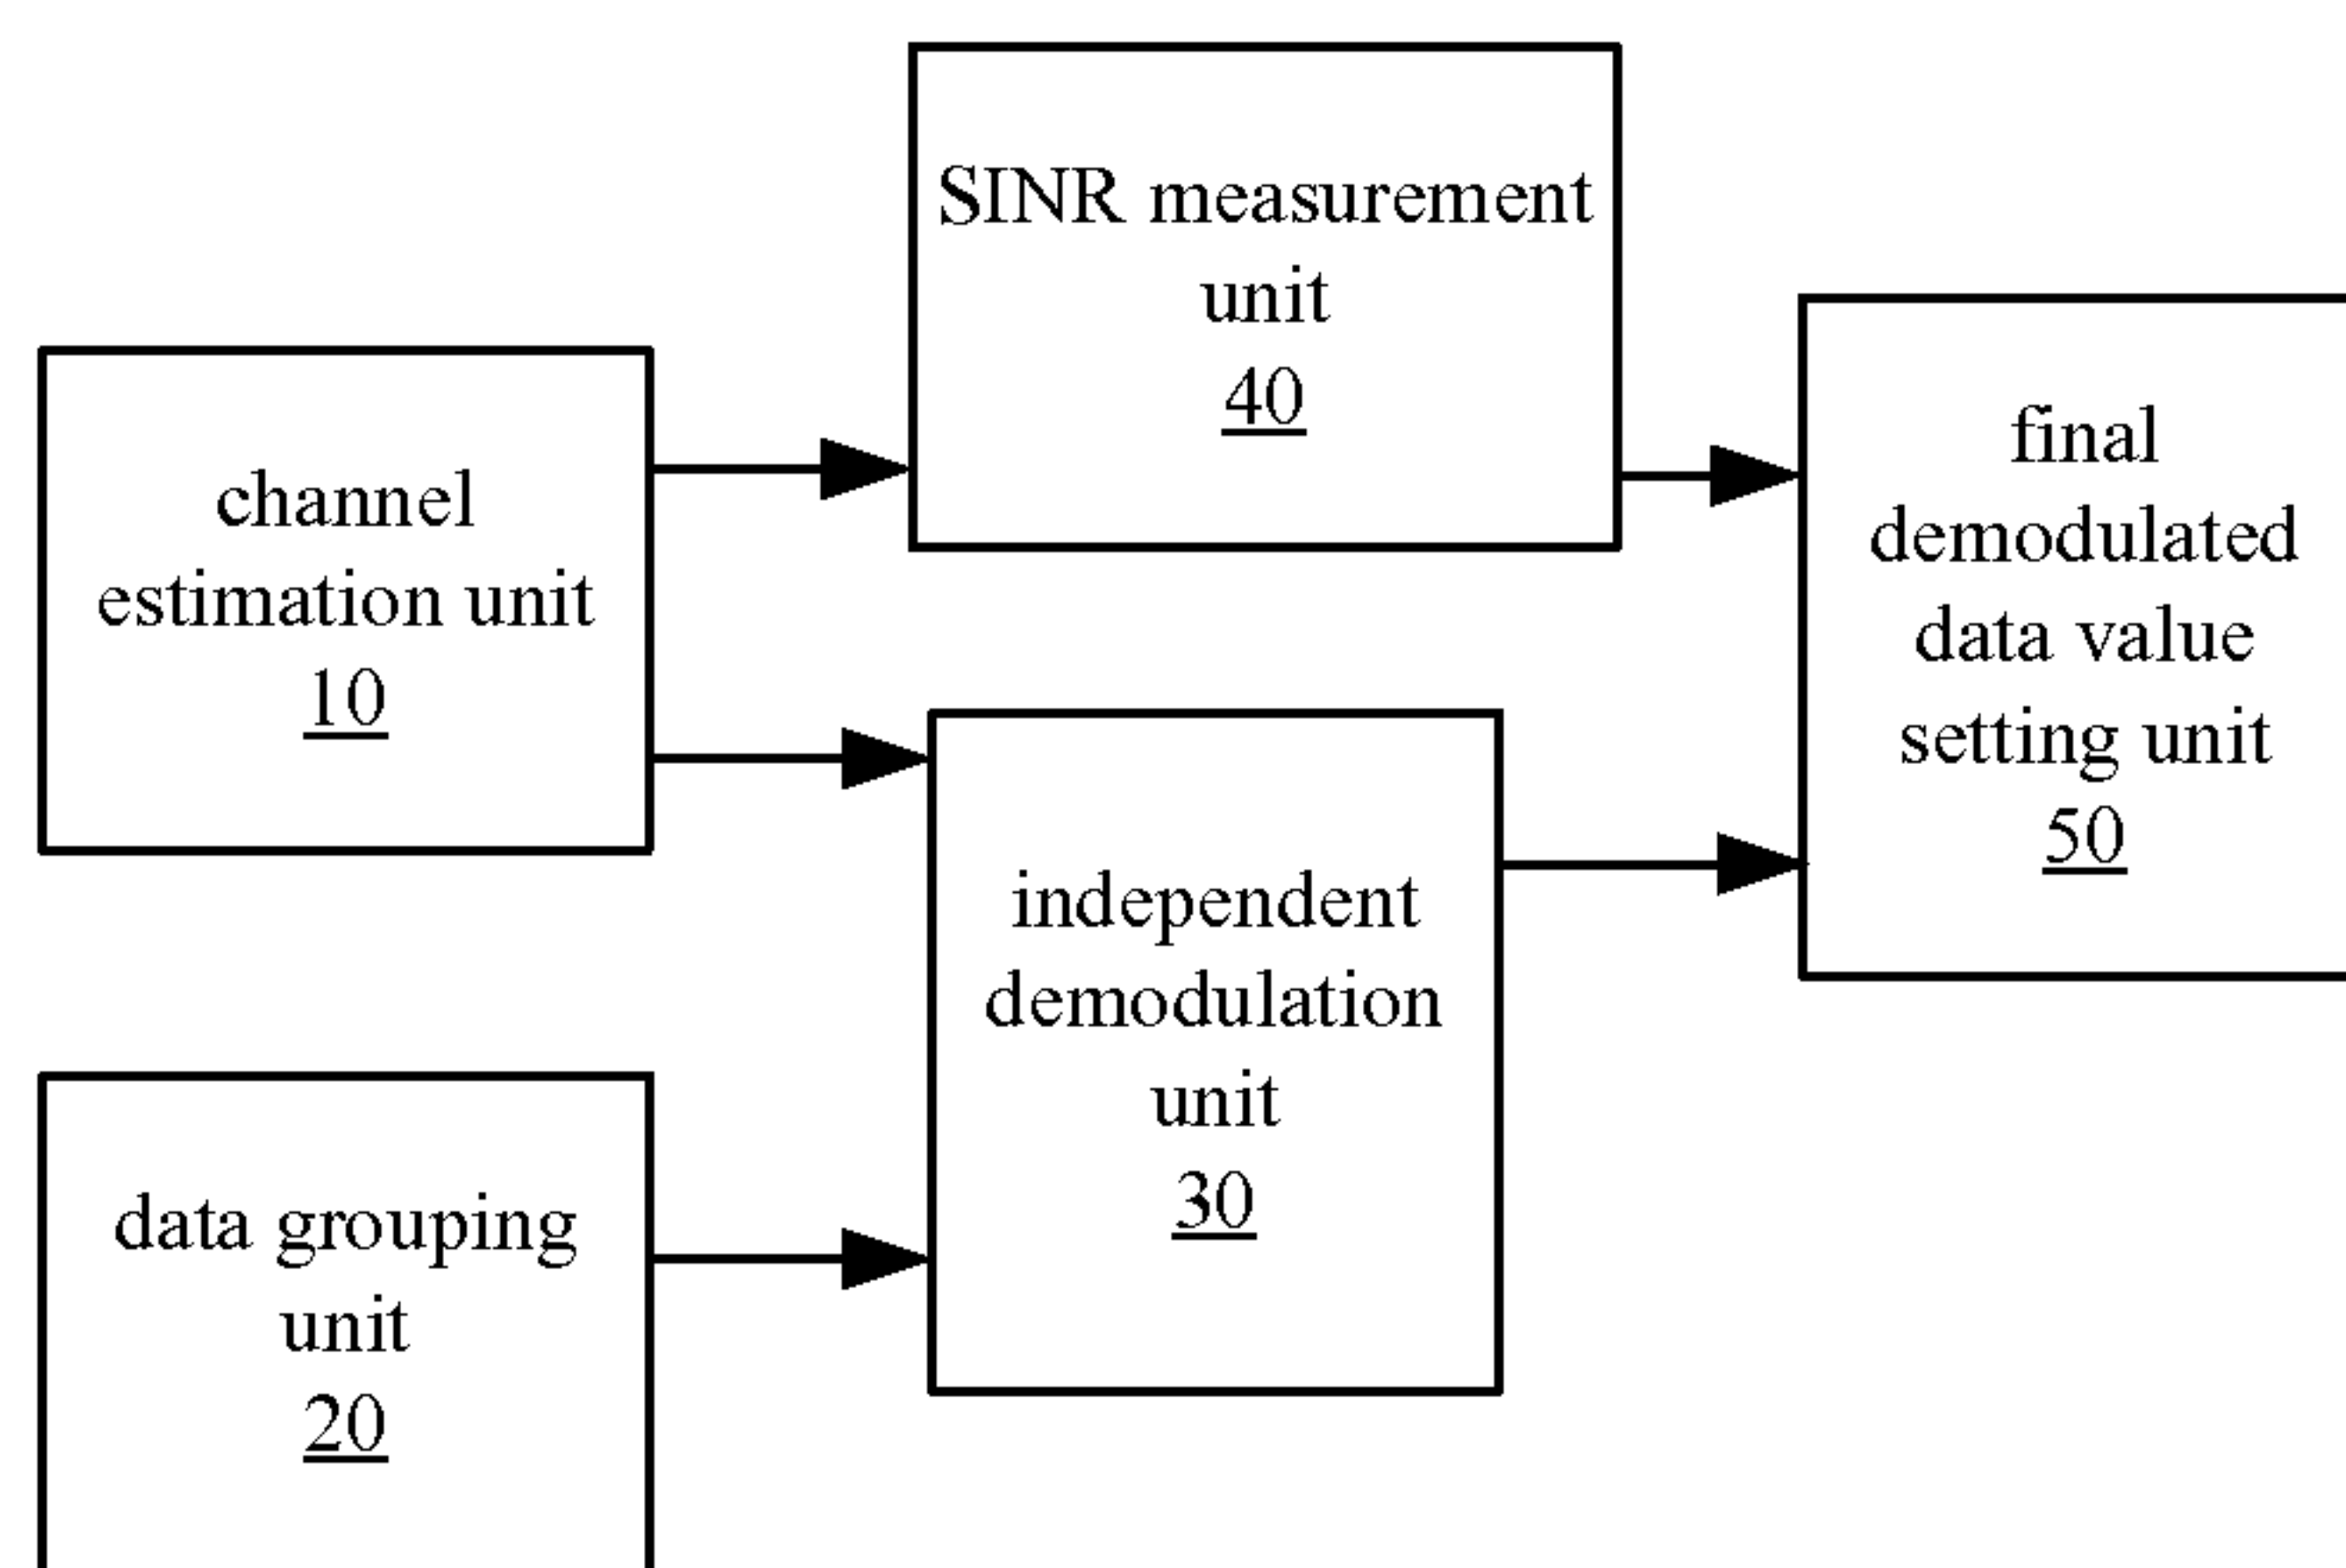 SINR measurement
unit
40
channel
estimation unit
10
final
demodulated
data value
setting unit
50
independent
demodulation
unit
30
data grouping
unit
20